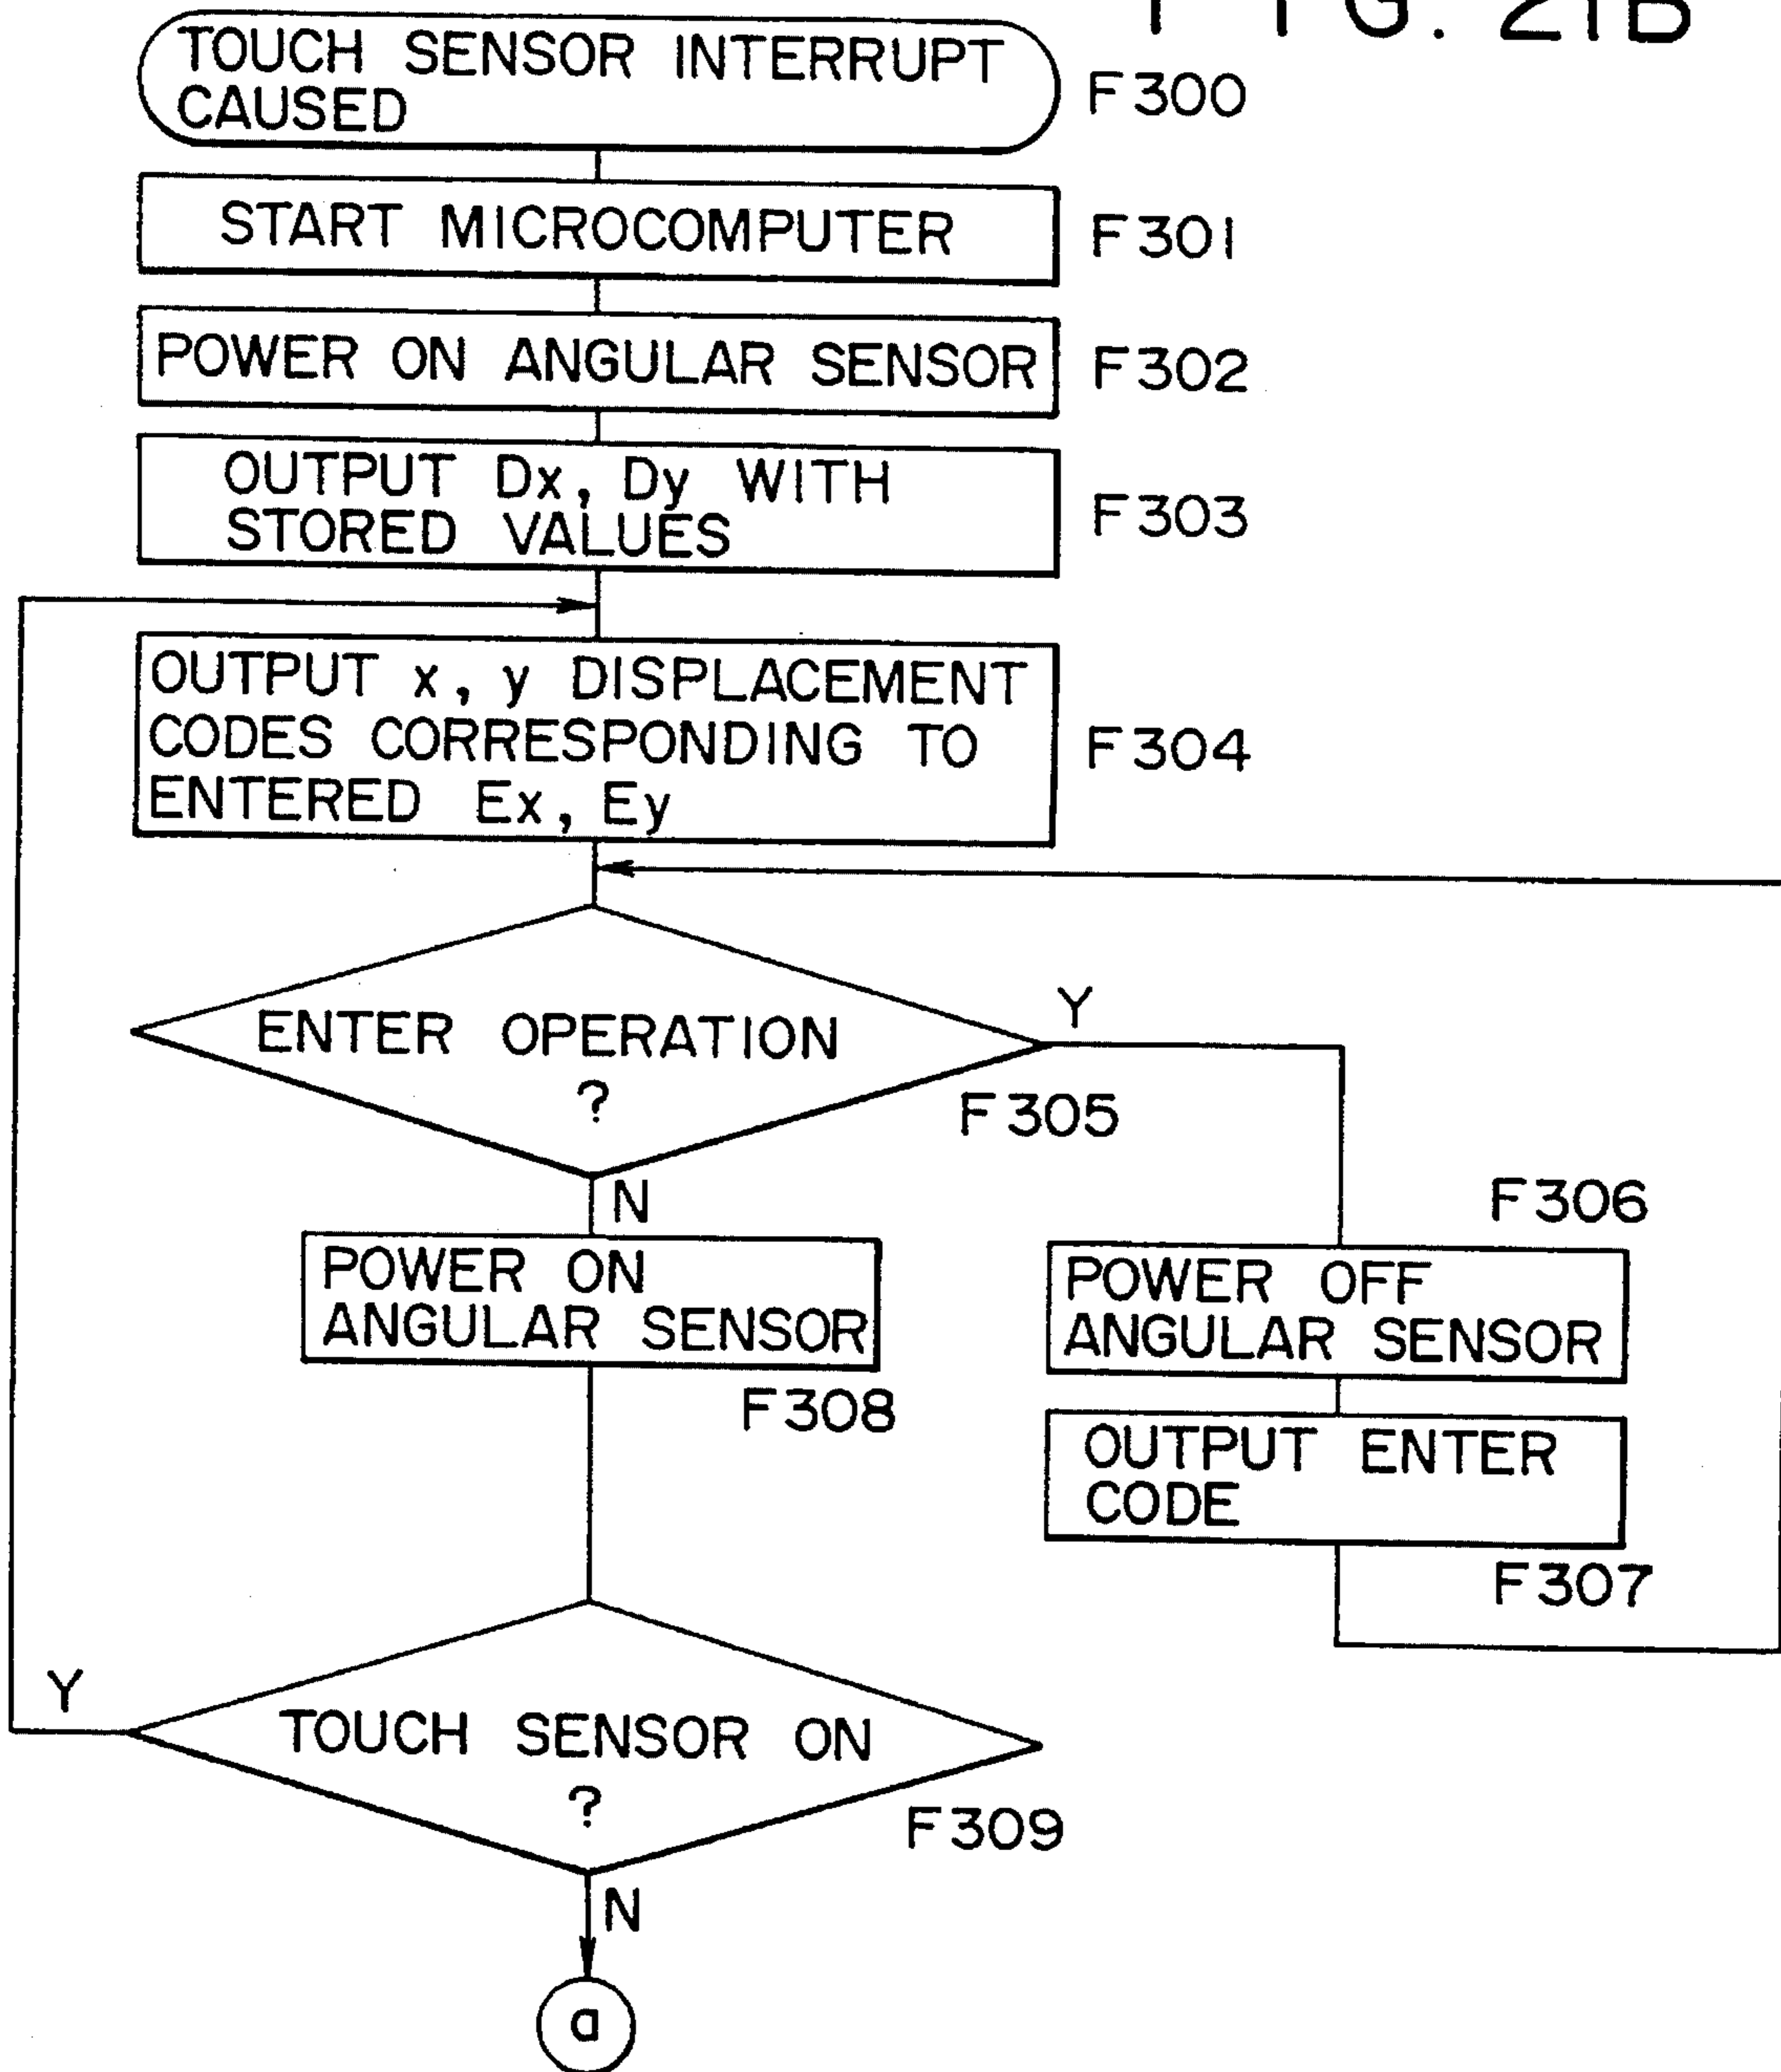 FIG. 21B
TOUCH SENSOR INTERRUPT
CAUSED
F300
START MICROCOMPUTER
F301
POWER ON ANGULAR SENSOR
F302
OUTPUT Dx, Dy WITH
STORED VALUES
F303
OUTPUT x, y DISPLACEMENT
CODES CORRESPONDING TO
ENTERED Ex, Ey
F304
ENTER OPERATION
?
Y
F305
N
F306
POWER ON
ANGULAR SENSOR
F308
POWER OFF
ANGULAR SENSOR
OUTPUT ENTER
CODE
F307
Y
TOUCH SENSOR ON
?
F309
N
a